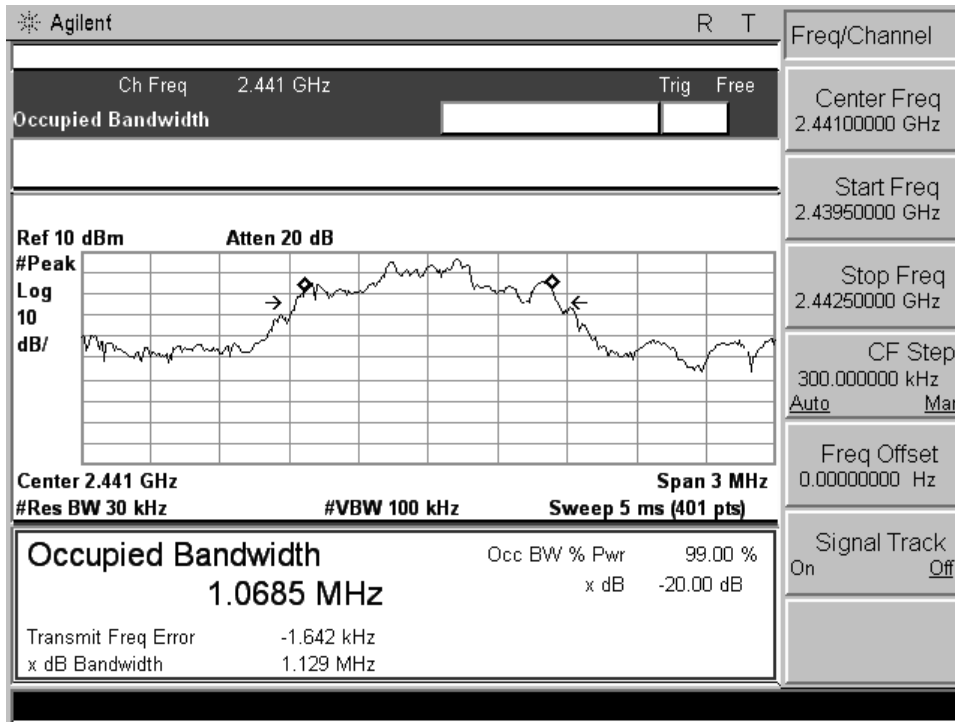 Agilent R T
Ch Freq 2.441 GHz Trig Free
Occupied Bandwidth
Ref 10 dBm Atten 20 dB
#Peak
Log
10
dB/
Center 2.441 GHz Span 3 MHz
#Res BW 30 kHz #VBW 100 kHz Sweep 5 ms (401 pts)
Occupied Bandwidth Occ BW % Pwr 99.00 %
1.0685 MHz x dB -20.00 dB
Transmit Freq Error -1.642 kHz
x dB Bandwidth 1.129 MHz
Freq/Channel
Center Freq
2.44100000 GHz
Start Freq
2.43950000 GHz
Stop Freq
2.44250000 GHz
CF Step
300.000000 kHz
Auto Mar
Freq Offset
0.00000000 Hz
Signal Track
On Off